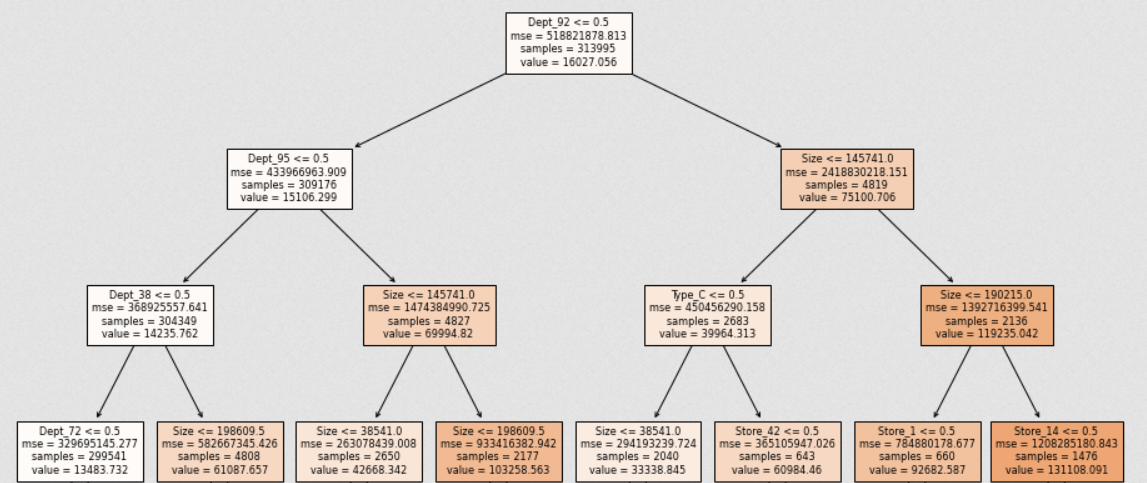 Dept_92 <= 0.5
mse = 518821878.813
samples = 313995
value = 16027.056
Dept_95 <= 0.5
mse = 433966963.909
samples = 309176
value = 15106.299
Size <= 145741.0
mse = 2418830218.151
samples = 4819
value = 75100.706
Dept_38 <= 0.5
mse = 368925557.641
samples = 304349
value = 14235.762
Size <= 145741.0
mse = 1474384990.725
samples = 4827
value = 69994.82
Type_C <= 0.5
mse = 450456290.158
samples = 2683
value = 39964.313
Size <= 190215.0
mse = 1392716399.541
samples = 2136
value = 119235.042
Dept_72 <= 0.5
mse = 329695145.277
samples = 299541
value = 13483.732
Size <= 198609.5
mse = 582667345.426
samples = 4808
value = 61087.657
Size <= 38541.0
mse = 263078439.008
samples = 2650
value = 42668.342
Size <= 198609.5
mse = 933416382.942
samples = 2177
value = 103258.563
Size <= 38541.0
mse = 294193239.724
samples = 2040
value = 33338.845
Store_42 <= 0.5
mse = 365105947.026
samples = 643
value = 60984.46
Store_1 <= 0.5
mse = 784880178.677
samples = 660
value = 92682.587
Store_14 <= 0.5
mse = 1208285180.843
samples = 1476
value = 131108.091